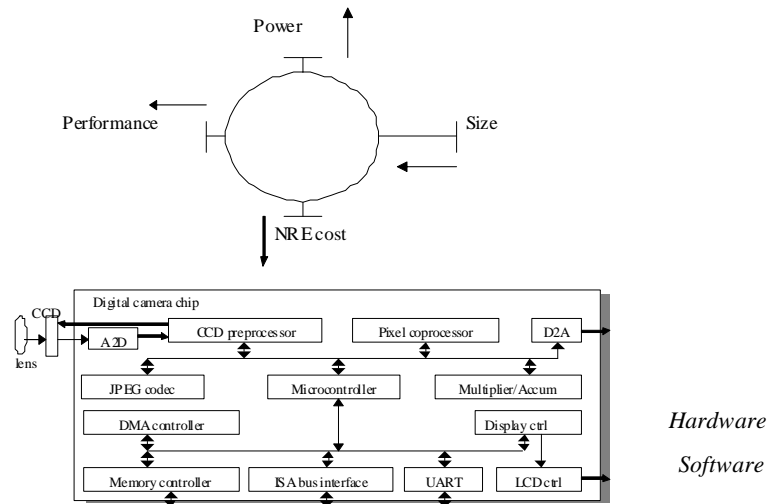 Power
Performance
Size
NRE cost
Digital camera chip
CCD
CCD preprocessor
Pixel coprocessor
D2A
A2D
lens
JPEG codec
Microcontroller
Multiplier/Accum
DMA controller
Display ctrl
Hardware
Software
Memory controller
ISA bus interface
UART
LCD ctrl